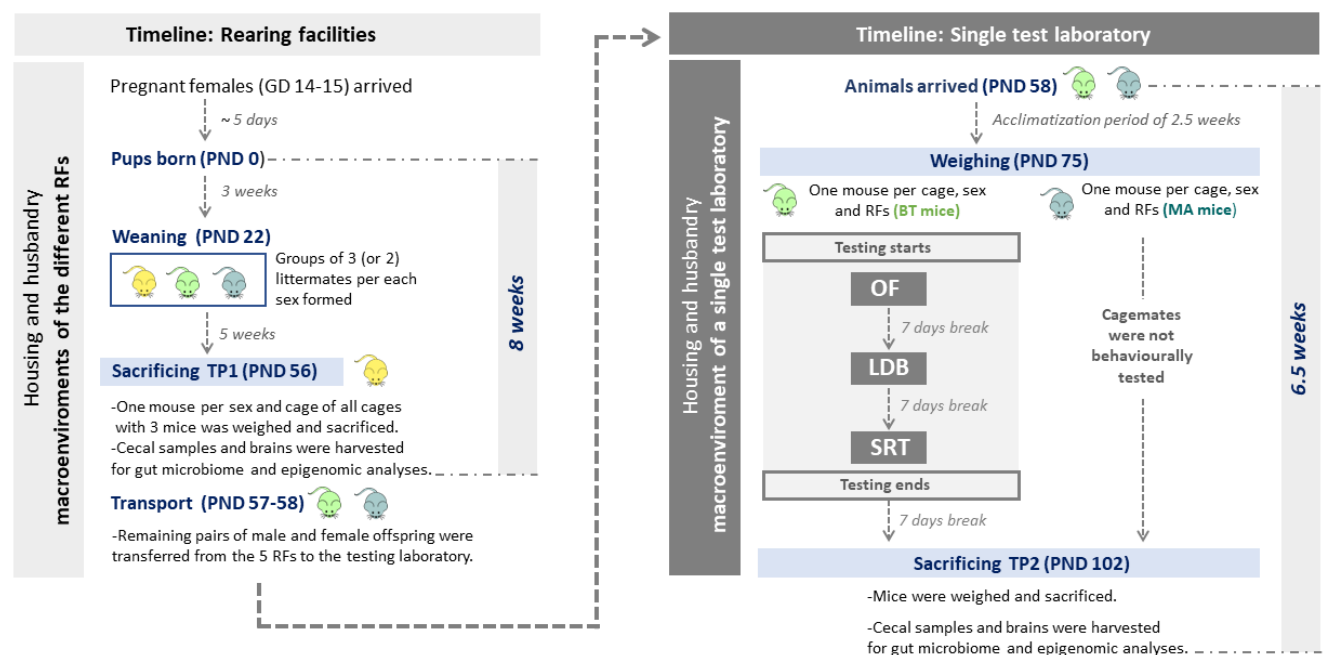 Timeline: Rearing facilities
Housing and husbandry
macroenviroments of the different RFs
Pregnant females (GD 14-15) arrived
~ 5 days
Pups born (PND 0)
3 weeks
Weaning (PND 22)
Groups of 3 (or 2)
littermates per each
sex formed
5 weeks
8 weeks
Sacrificing TP1 (PND 56)
-One mouse per sex and cage of all cages
with 3 mice was weighed and sacrificed.
-Cecal samples and brains were harvested
for gut microbiome and epigenomic analyses.
Transport (PND 57-58)
-Remaining pairs of male and female offspring were
transferred from the 5 RFs to the testing laboratory.
Timeline: Single test laboratory
Housing and husbandry
macroenviroment of a single test laboratory
Animals arrived (PND 58)
Acclimatization period of 2.5 weeks
Weighing (PND 75)
One mouse per cage, sex
and RFs (BT mice)
One mouse per cage, sex
and RFs (MA mice)
Testing starts
OF
7 days break
LDB
7 days break
SRT
Testing ends
7 days break
Cagemates
were not
behaviourally
tested
6.5 weeks
Sacrificing TP2 (PND 102)
-Mice were weighed and sacrificed.
-Cecal samples and brains were harvested
for gut microbiome and epigenomic analyses.